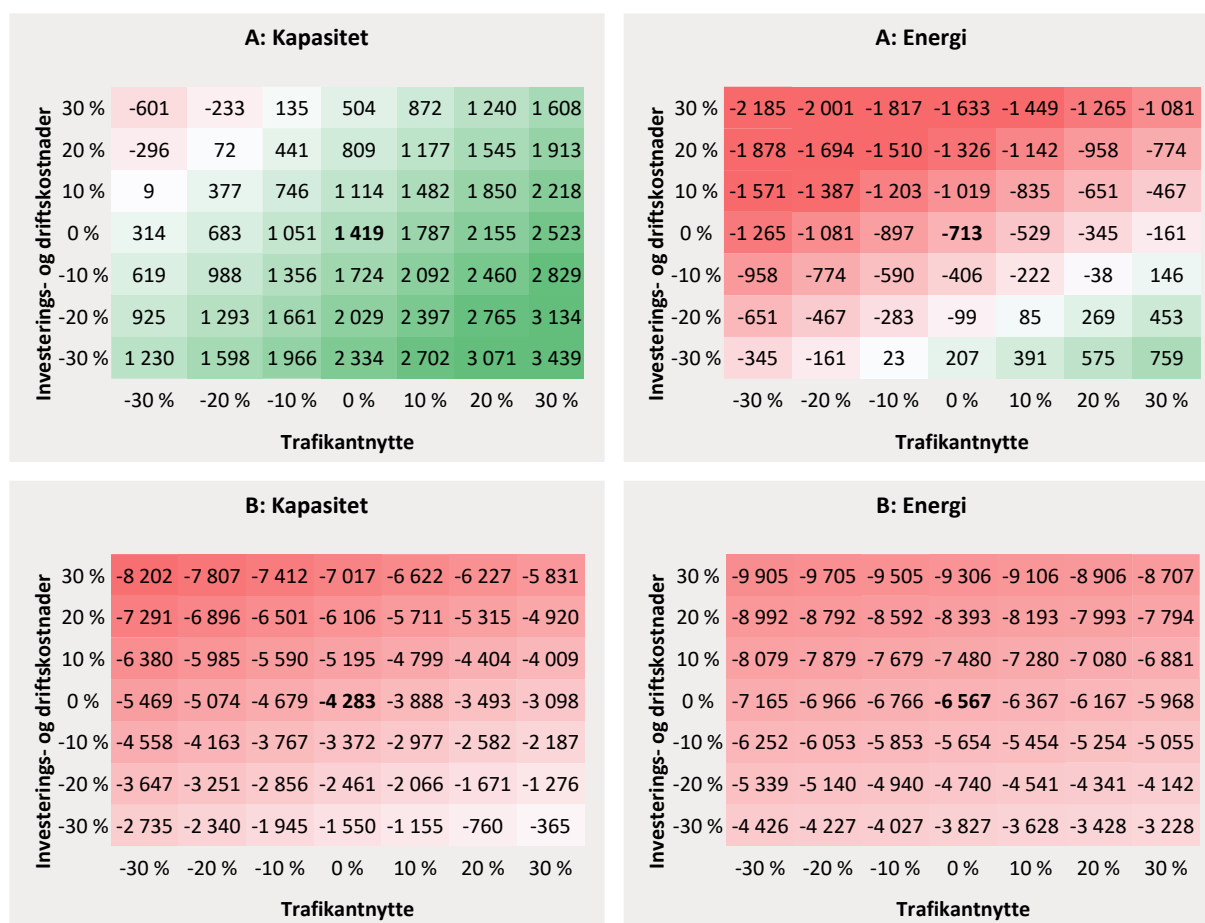 A: Kapasitet
Investerings- og driftskostnader
30 % -601 -233 135 504 872 1 240 1 608
20 % -296 72 441 809 1 177 1 545 1 913
10 % 9 377 746 1 114 1 482 1 850 2 218
0 % 314 683 1 051 1 419 1 787 2 155 2 523
-10 % 619 988 1 356 1 724 2 092 2 460 2 829
-20 % 925 1 293 1 661 2 029 2 397 2 765 3 134
-30 % 1 230 1 598 1 966 2 334 2 702 3 071 3 439
-30 % -20 % -10 % 0 % 10 % 20 % 30 %
Trafikantnytte
A: Energi
Investerings- og driftskostnader
30 % -2 185 -2 001 -1 817 -1 633 -1 449 -1 265 -1 081
20 % -1 878 -1 694 -1 510 -1 326 -1 142 -958 -774
10 % -1 571 -1 387 -1 203 -1 019 -835 -651 -467
0 % -1 265 -1 081 -897 -713 -529 -345 -161
-10 % -958 -774 -590 -406 -222 -38 146
-20 % -651 -467 -283 -99 85 269 453
-30 % -345 -161 23 207 391 575 759
-30 % -20 % -10 % 0 % 10 % 20 % 30 %
Trafikantnytte
B: Kapasitet
Investerings- og driftskostnader
30 % -8 202 -7 807 -7 412 -7 017 -6 622 -6 227 -5 831
20 % -7 291 -6 896 -6 501 -6 106 -5 711 -5 315 -4 920
10 % -6 380 -5 985 -5 590 -5 195 -4 799 -4 404 -4 009
0 % -5 469 -5 074 -4 679 -4 283 -3 888 -3 493 -3 098
-10 % -4 558 -4 163 -3 767 -3 372 -2 977 -2 582 -2 187
-20 % -3 647 -3 251 -2 856 -2 461 -2 066 -1 671 -1 276
-30 % -2 735 -2 340 -1 945 -1 550 -1 155 -760 -365
-30 % -20 % -10 % 0 % 10 % 20 % 30 %
Trafikantnytte
B: Energi
Investerings- og driftskostnader
30 % -9 905 -9 705 -9 505 -9 306 -9 106 -8 906 -8 707
20 % -8 992 -8 792 -8 592 -8 393 -8 193 -7 993 -7 794
10 % -8 079 -7 879 -7 679 -7 480 -7 280 -7 080 -6 881
0 % -7 165 -6 966 -6 766 -6 567 -6 367 -6 167 -5 968
-10 % -6 252 -6 053 -5 853 -5 654 -5 454 -5 254 -5 055
-20 % -5 339 -5 140 -4 940 -4 740 -4 541 -4 341 -4 142
-30 % -4 426 -4 227 -4 027 -3 827 -3 628 -3 428 -3 228
-30 % -20 % -10 % 0 % 10 % 20 % 30 %
Trafikantnytte